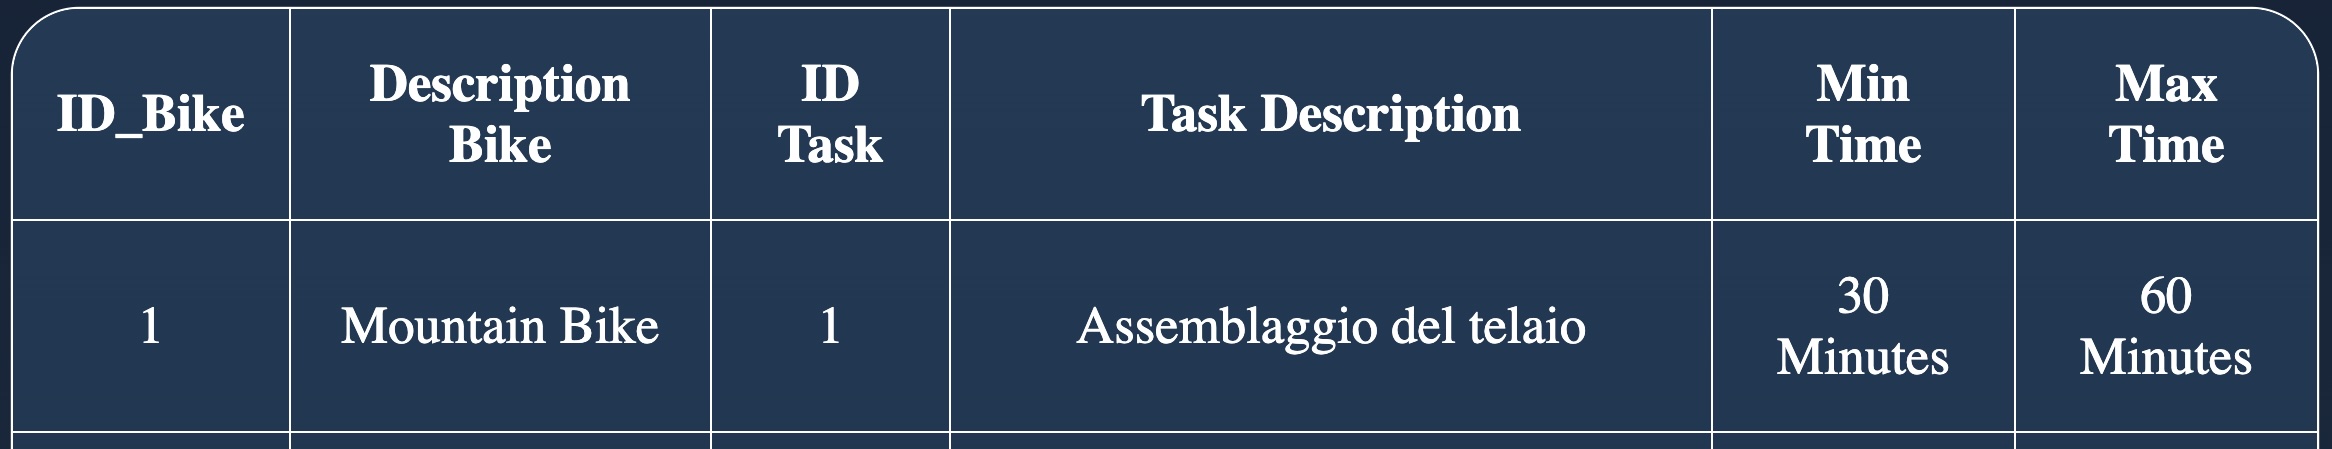 ID_Bike
Description
Bike
ID
Task
Task Description
Min
Time
Max
Time
1
Mountain Bike
1
Assemblaggio del telaio
30
Minutes
60
Minutes